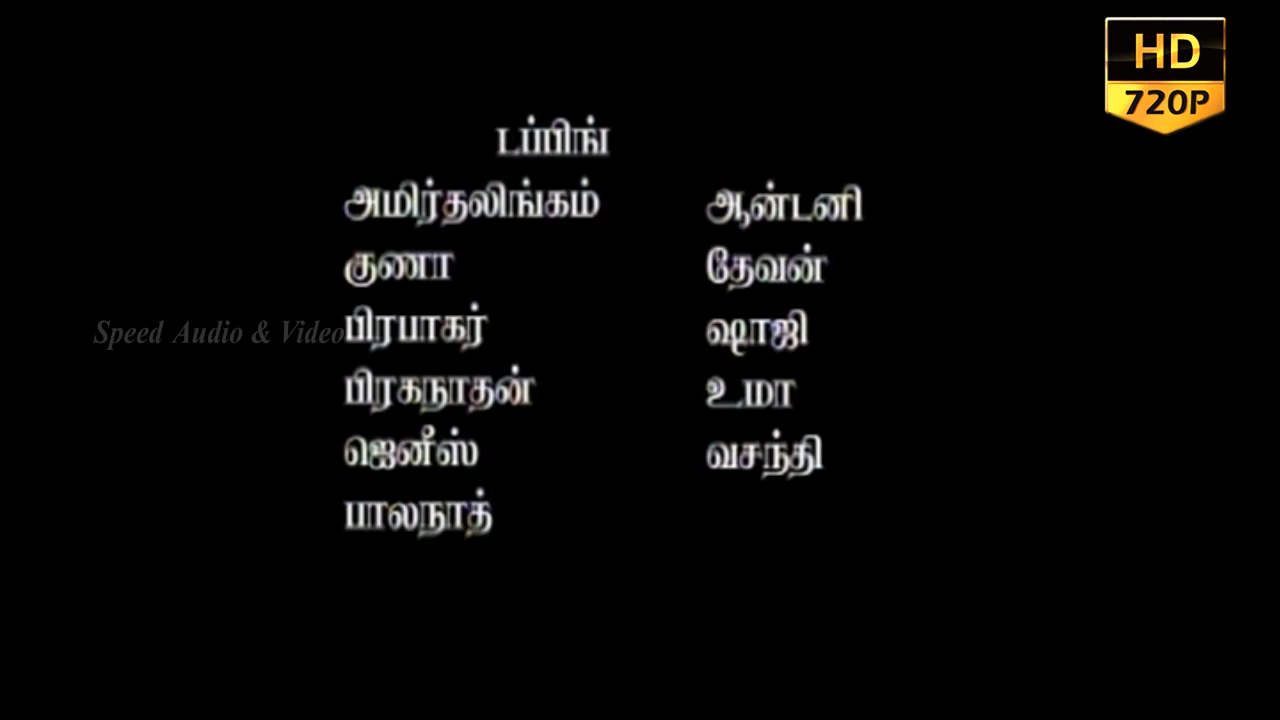 HD
720P
டப்பிங்
அமிர்தலிங்கம் ஆன்டனி
குணா தேவன்
Speed Audio & Video பிரபாகர் ஷாஜி
பிரகநாதன் உமா
ஜெனீஸ் வசந்தி
பாலநாத்